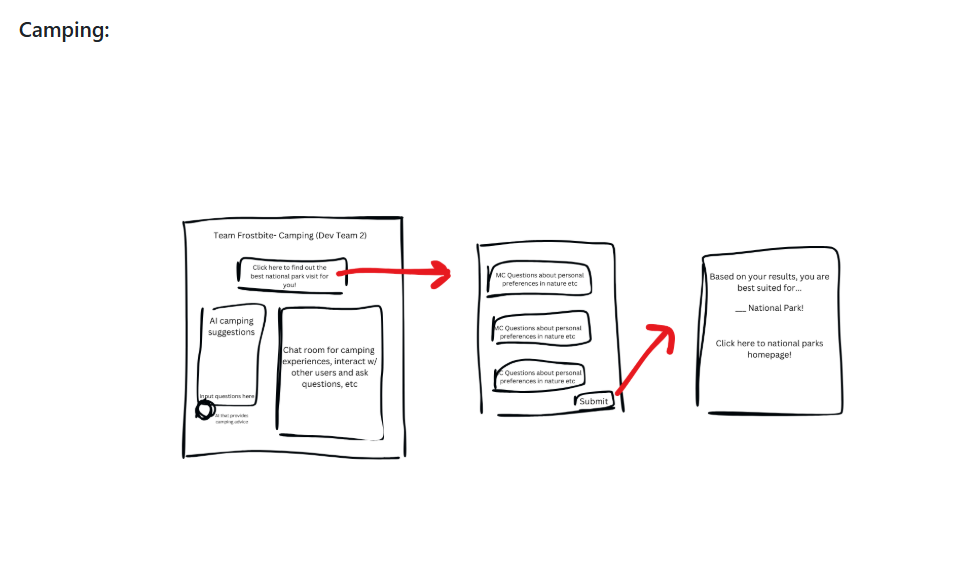 Camping:
Team Frostbite- Camping (Dev Team 2)
Click here to find out the
best national park visit for
you!
AI camping
suggestions
Input questions here
AI that provides
camping advice
Chat room for camping
experiences, interact w/
other users and ask
questions, etc
MC Questions about personal
preferences in nature etc
MC Questions about personal
preferences in nature etc
MC Questions about personal
preferences in nature etc
Submit
Based on your results, you are
best suited for...
__ National Park!
Click here to national parks
homepage!